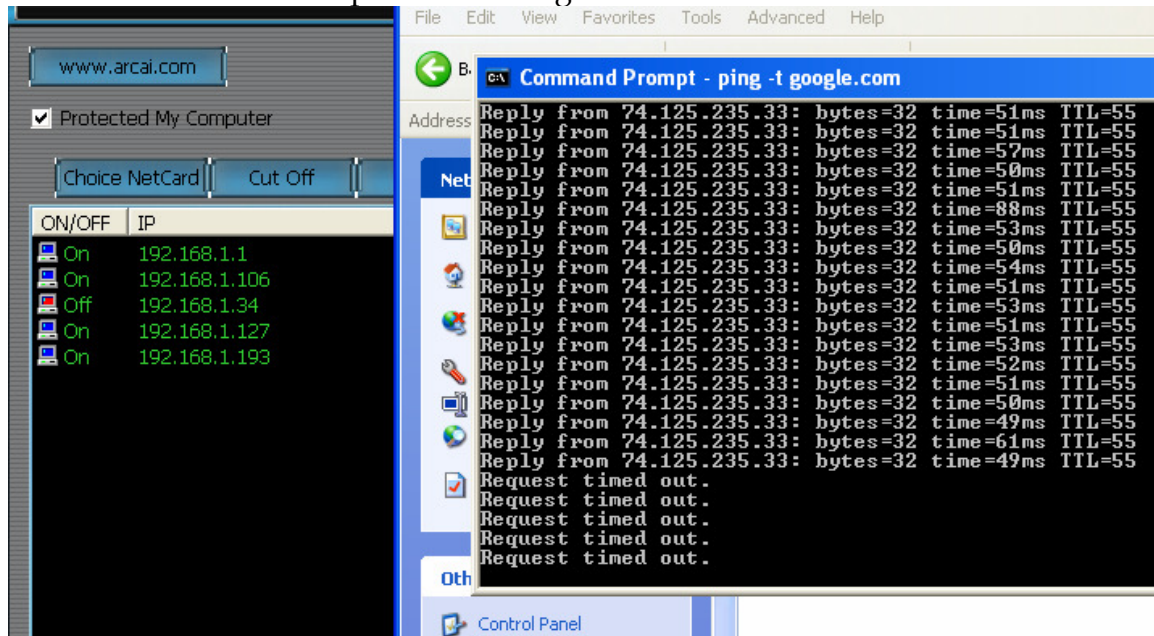 File Edit View Favorites Tools Advanced Help
www.arcai.com
Protected My Computer
Choice NetCard Cut Off
ON/OFF IP
On 192.168.1.1
On 192.168.1.106
Off 192.168.1.34
On 192.168.1.127
On 192.168.1.193
B
Address
Net
Oth
Control Panel
Command Prompt - ping -t google.com
Reply from 74.125.235.33: bytes=32 time=51ms TTL=55
Reply from 74.125.235.33: bytes=32 time=51ms TTL=55
Reply from 74.125.235.33: bytes=32 time=57ms TTL=55
Reply from 74.125.235.33: bytes=32 time=50ms TTL=55
Reply from 74.125.235.33: bytes=32 time=51ms TTL=55
Reply from 74.125.235.33: bytes=32 time=88ms TTL=55
Reply from 74.125.235.33: bytes=32 time=53ms TTL=55
Reply from 74.125.235.33: bytes=32 time=50ms TTL=55
Reply from 74.125.235.33: bytes=32 time=54ms TTL=55
Reply from 74.125.235.33: bytes=32 time=51ms TTL=55
Reply from 74.125.235.33: bytes=32 time=53ms TTL=55
Reply from 74.125.235.33: bytes=32 time=51ms TTL=55
Reply from 74.125.235.33: bytes=32 time=53ms TTL=55
Reply from 74.125.235.33: bytes=32 time=52ms TTL=55
Reply from 74.125.235.33: bytes=32 time=51ms TTL=55
Reply from 74.125.235.33: bytes=32 time=50ms TTL=55
Reply from 74.125.235.33: bytes=32 time=49ms TTL=55
Reply from 74.125.235.33: bytes=32 time=61ms TTL=55
Reply from 74.125.235.33: bytes=32 time=49ms TTL=55
Request timed out.
Request timed out.
Request timed out.
Request timed out.
Request timed out.